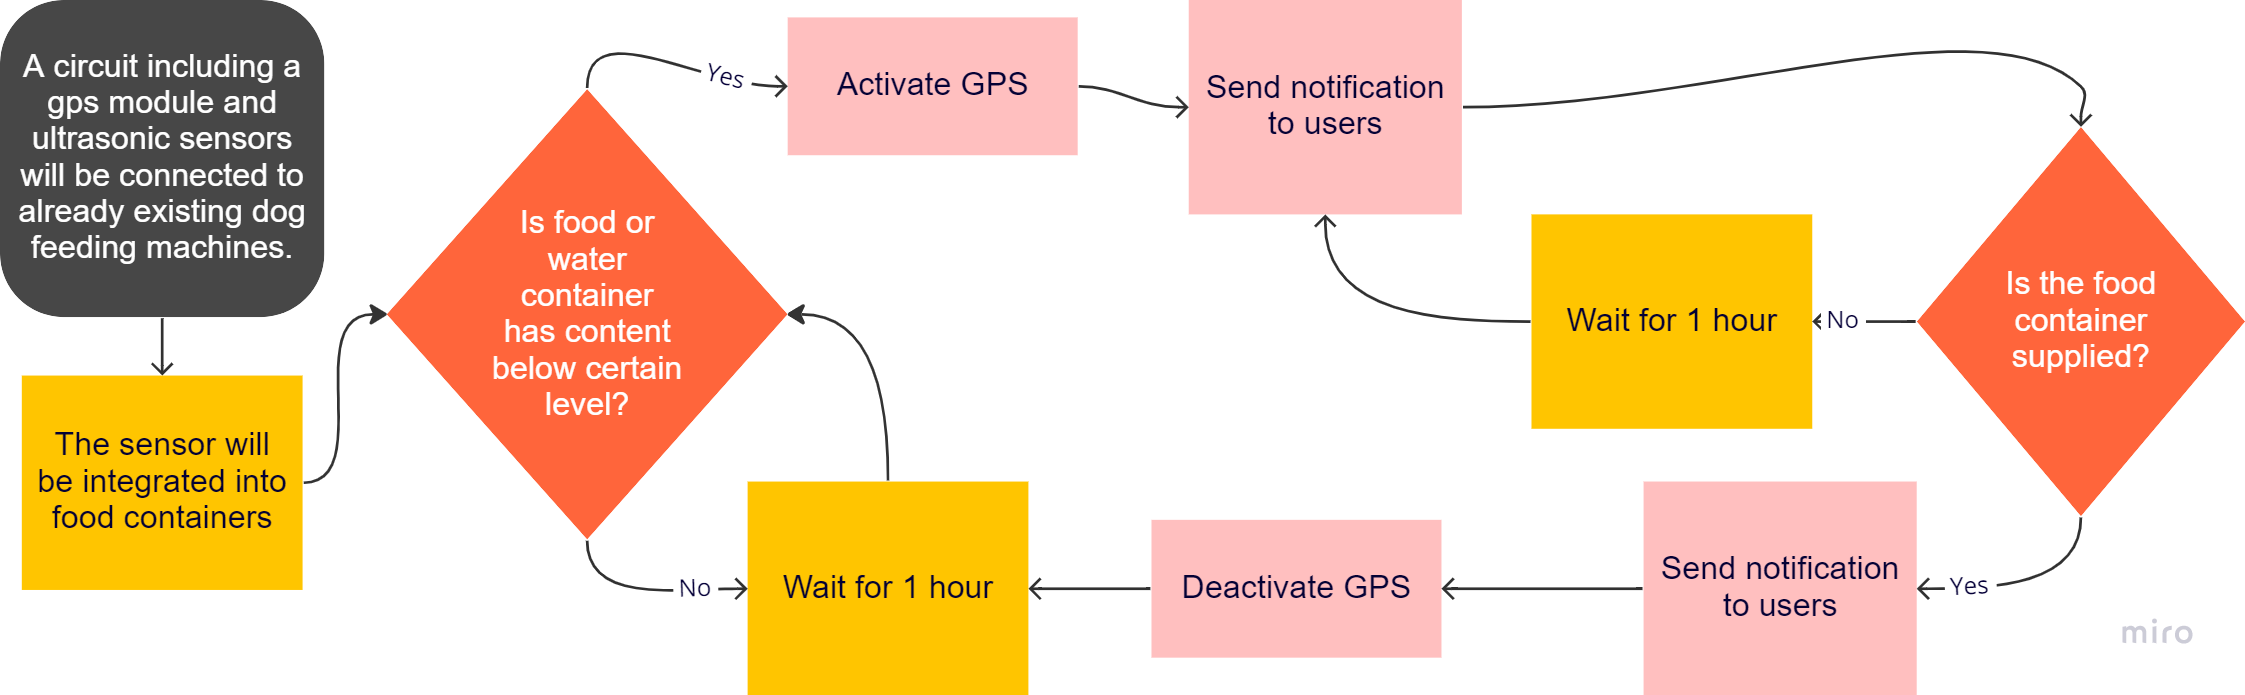 A circuit including a
gps module and
ultrasonic sensors
will be connected to
already existing dog
feeding machines.
The sensor will
be integrated into
food containers
Is food or
water
container
has content
below certain
level?
Yes
Activate GPS
Send notification
to users
Is the food
container
supplied?
No
Wait for 1 hour
Yes
Send notification
to users
Deactivate GPS
Wait for 1 hour
No
miro